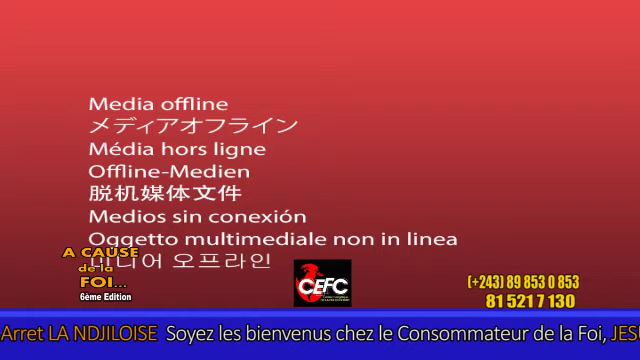 Media offline
メディアオフライン
Média hors ligne
Offline-Medien
脱机媒体文件
Medios sin conexión
Oggetto multimediale non in linea
미디어 오프라인
A CAUSE
de la
FOI...
6ème Edition
CEFC
(+243) 89 853 0 853
81 521 7 130
Arret LA NDJILOISE Soyez les bienvenus chez le Consommateur de la Foi, JESU